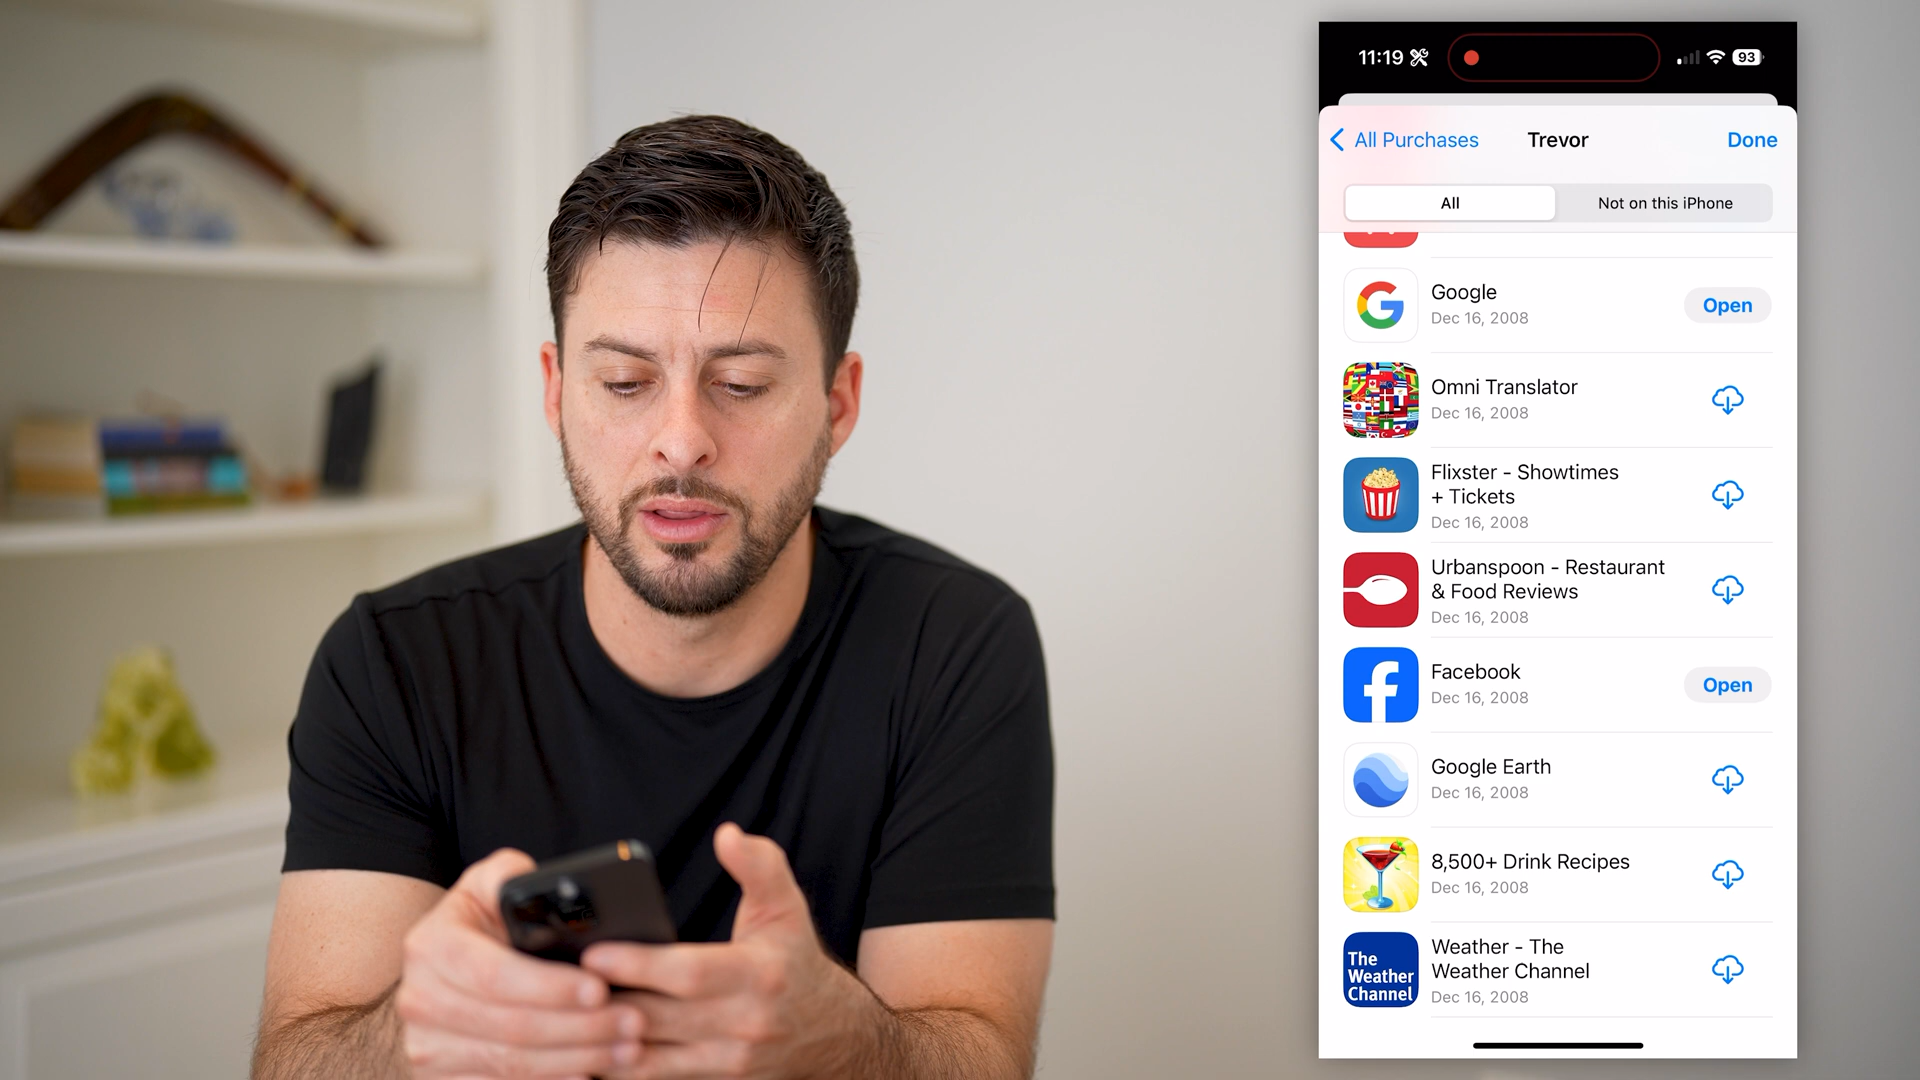 11:19
93
All Purchases
Trevor
Done
All
Not on this iPhone
Google
Dec 16, 2008
Open
Omni Translator
Dec 16, 2008
Flixster - Showtimes
+ Tickets
Dec 16, 2008
Urbanspoon - Restaurant
& Food Reviews
Dec 16, 2008
Facebook
Dec 16, 2008
Open
Google Earth
Dec 16, 2008
8,500+ Drink Recipes
Dec 16, 2008
The
Weather
Channel
Weather - The
Weather Channel
Dec 16, 2008